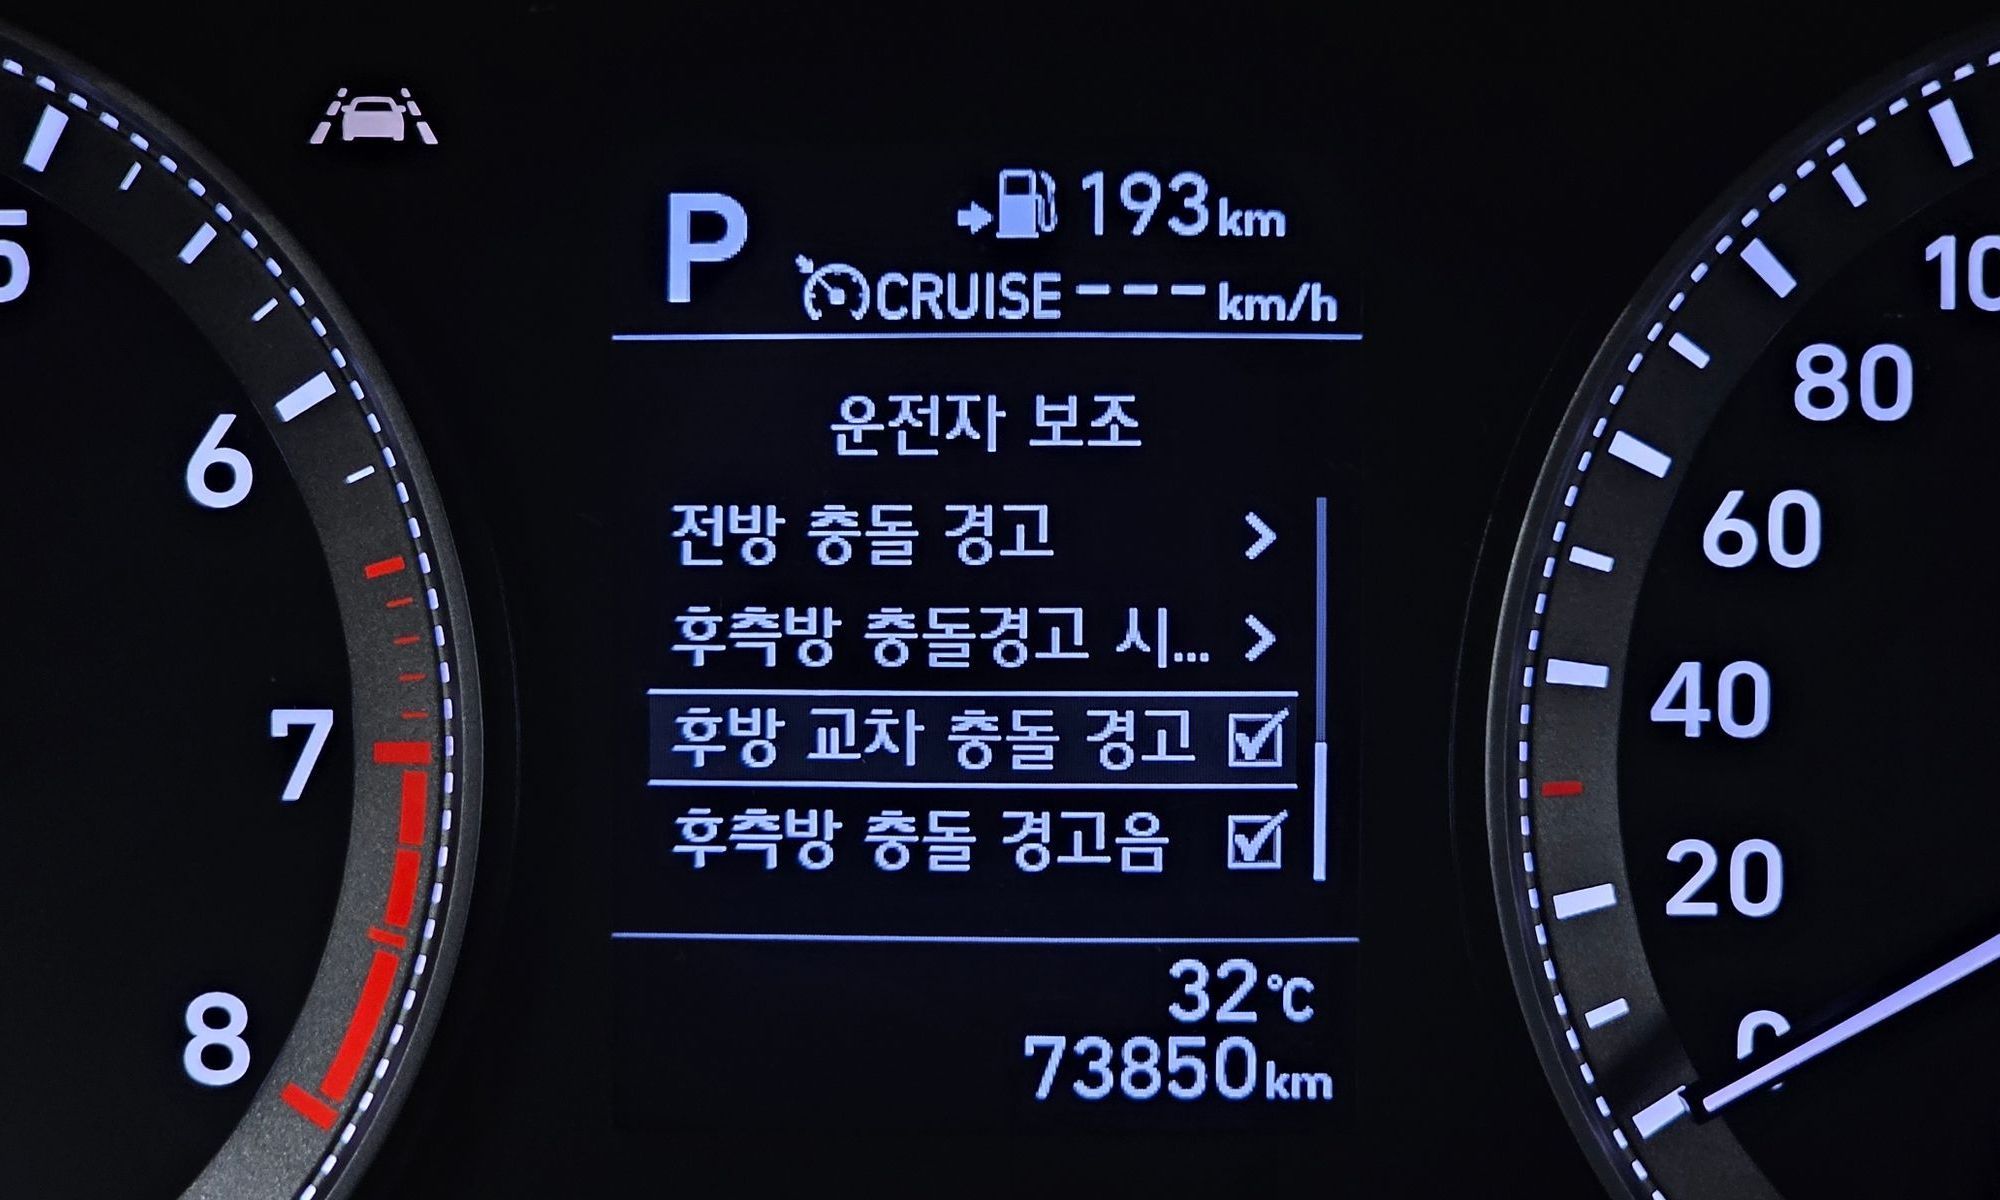 5
6
7
8
P
193km
CRUISE ---km/h
운전자 보조
전방 충돌 경고
후측방 충돌경고 시...
후방 교차 충돌 경고
후측방 충돌 경고음
32°C
73850km
80
60
40
20
0